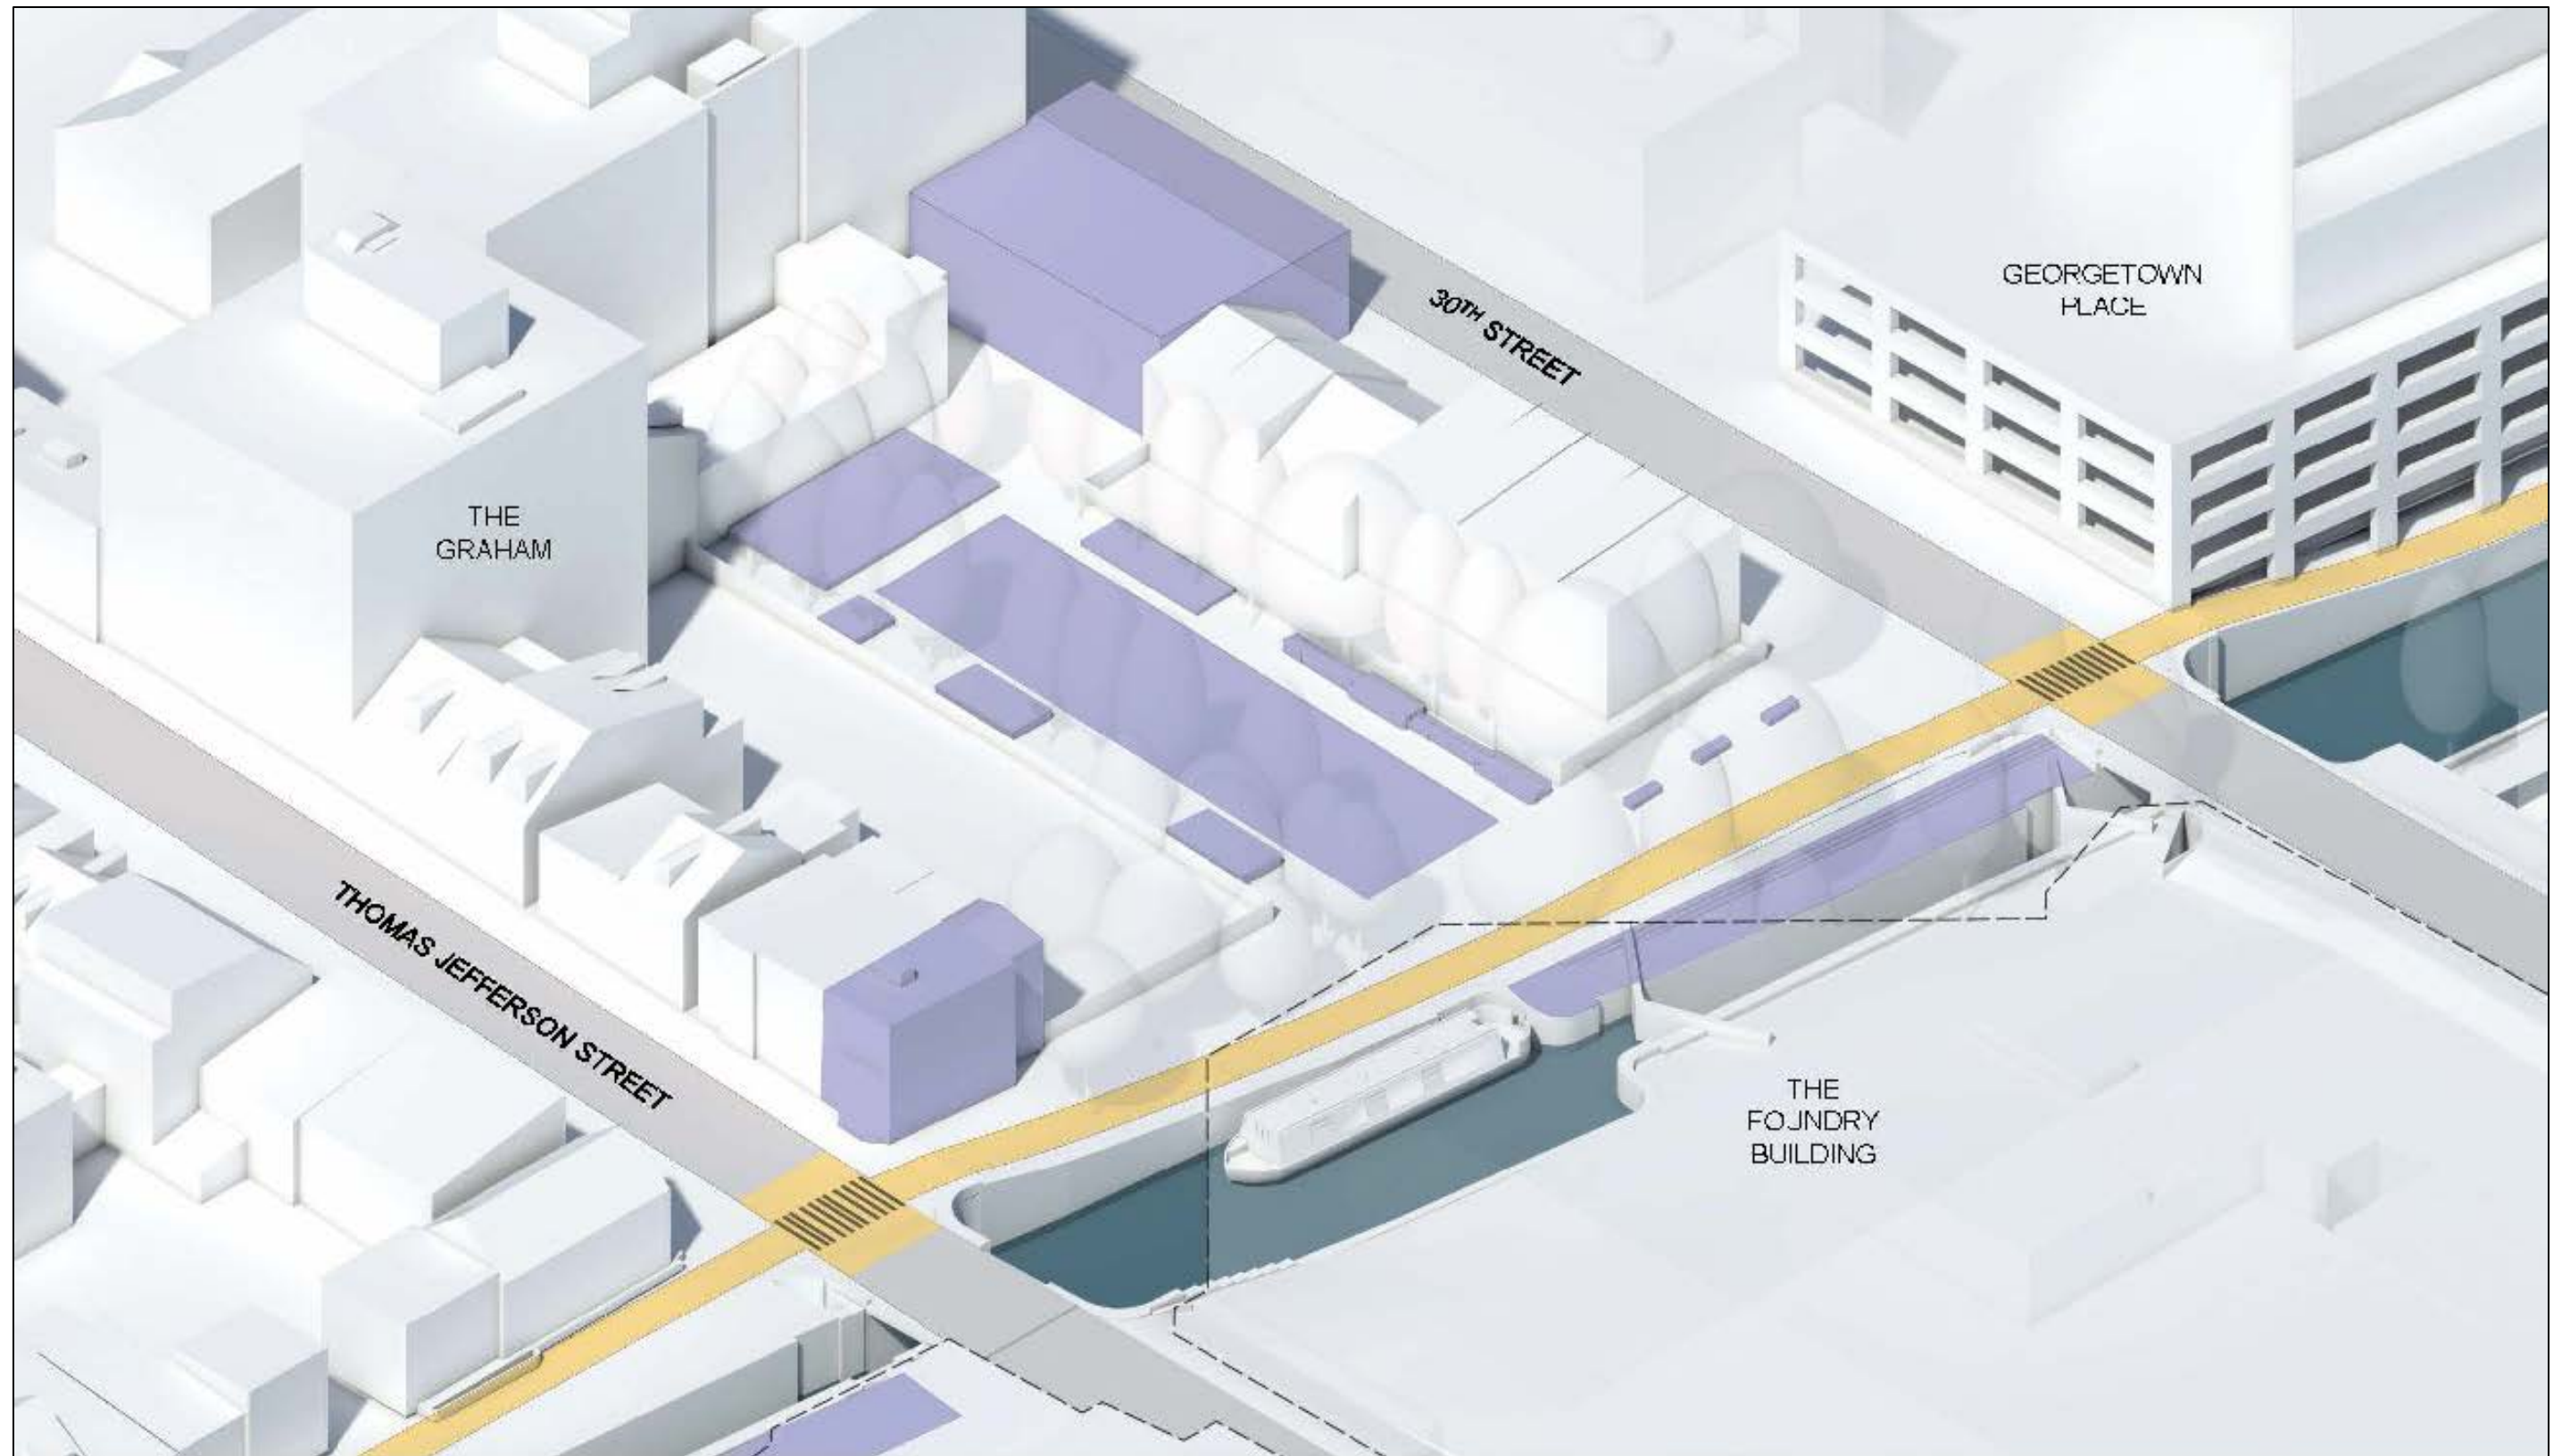 GEORGETOWN
PLACE
30TH STREET
THE
GRAHAM
THOMAS JEFFERSON STREET
THE
FOUNDRY
BUILDING